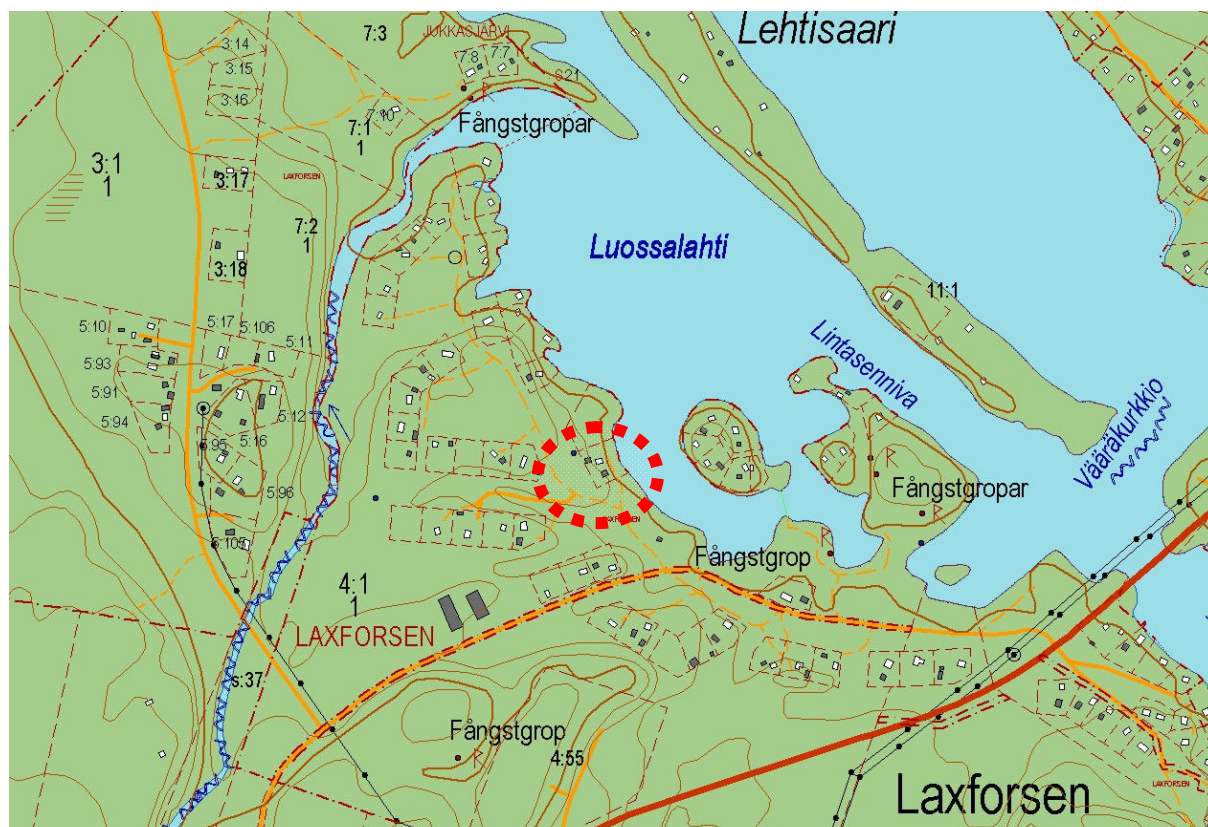 Lehtisaari
7:3
JUKKASJÄRVI
3:14
7:8
7:7
3:15
s21
3:16
7:10
Fångstgropar
7:1
1
3:1
1
3:17
LAXFORSEN
7:2
1
Luossalahti
3:18
11:1
5:10
5:17
5:106
5:11
Lintasenniva
5:93
5:91
5:12
5:94
5:95
5:16
Vääräkurkkio
5:96
Fångstgropar
LAXFORSEN
5:105
Fångstgrop
4:1
1
LAXFORSEN
s:37
Fångstgrop
4:55
LAXFORSEN
Laxforsen